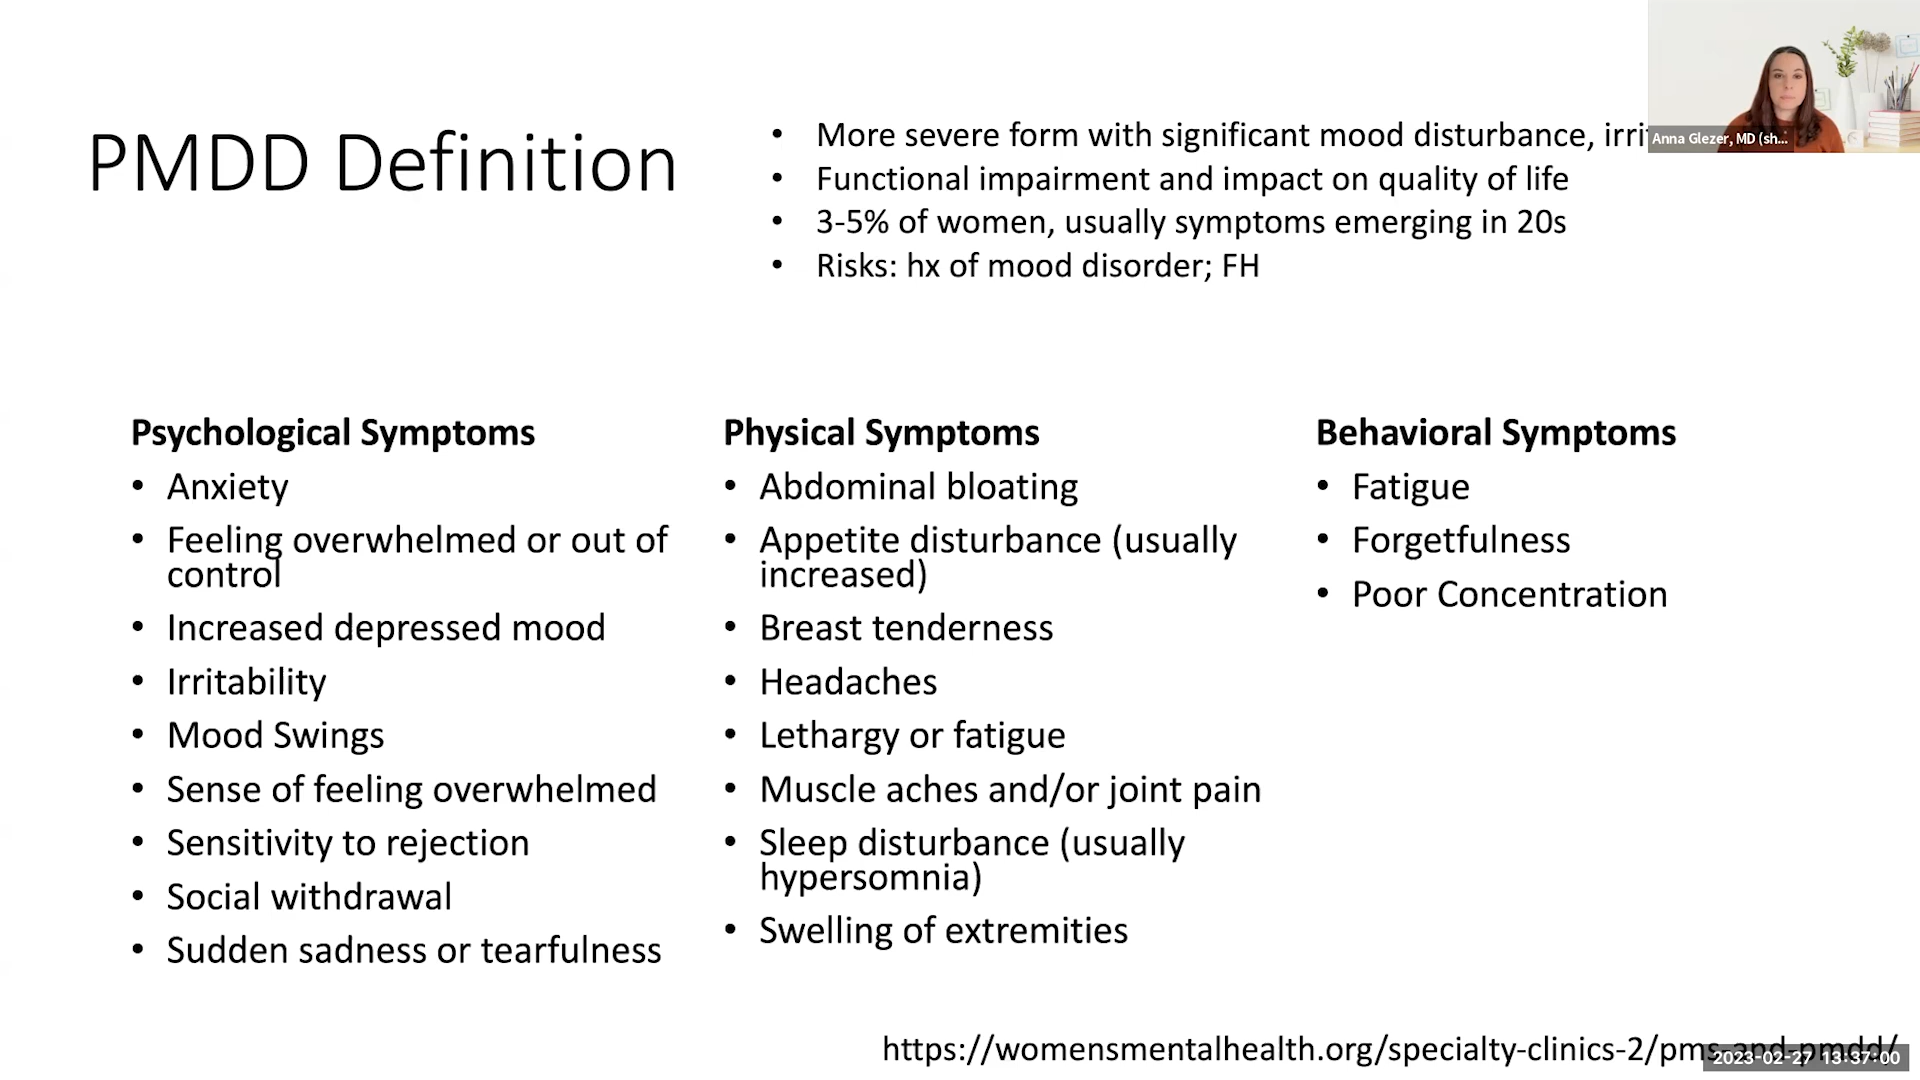 PMDD Definition
• More severe form with significant mood disturbance,
• Functional impairment and impact on quality of life
• 3-5% of women, usually symptoms emerging in 20s
• Risks: hx of mood disorder; FH
Anna Glezer, MD (sh...
Psychological Symptoms
• Anxiety
• Feeling overwhelmed or out of
control
• Increased depressed mood
• Irritability
• Mood Swings
• Sense of feeling overwhelmed
• Sensitivity to rejection
• Social withdrawal
• Sudden sadness or tearfulness
Physical Symptoms
• Abdominal bloating
• Appetite disturbance (usually
increased)
• Breast tenderness
• Headaches
• Lethargy or fatigue
• Muscle aches and/or joint pain
• Sleep disturbance (usually
hypersomnia)
• Swelling of extremities
Behavioral Symptoms
• Fatigue
• Forgetfulness
• Poor Concentration
https://womensmentalhealth.org/specialty-clinics-2/pms-and-pmdd/
2023-02-27 13:37:00